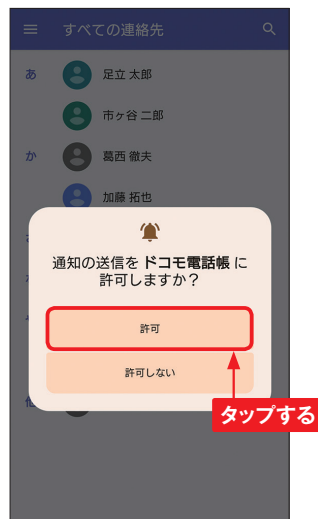 すべての連絡先
あ
足立 太郎
市ヶ谷 二郎
か
葛西 徹夫
加藤 拓也
通知の送信を ドコモ電話帳 に
許可しますか？
許可
許可しない
他
タップする